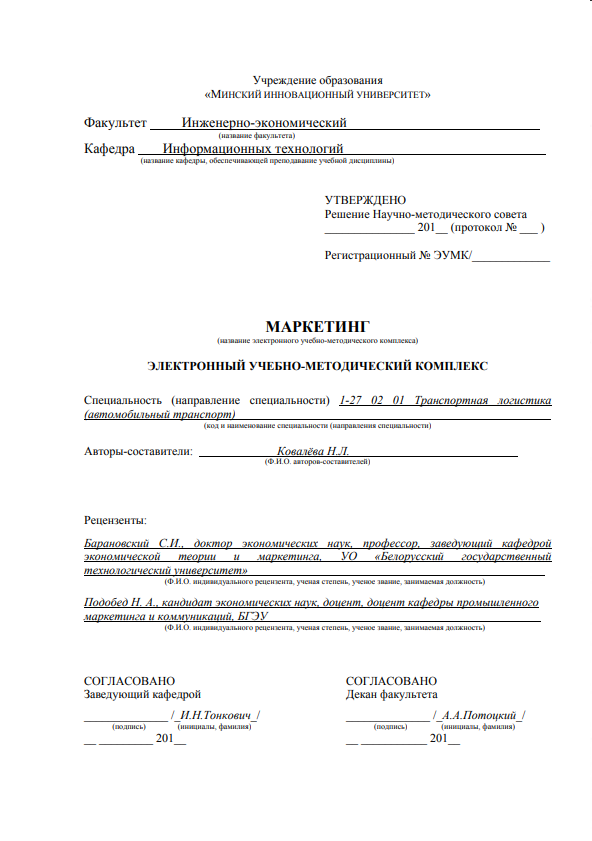 Учреждение образования
«МИНСКИЙ ИННОВАЦИОННЫЙ УНИВЕРСИТЕТ»
Факультет Инженерно-экономический
(название факультета)
Кафедра Информационных технологий
(название кафедры, обеспечивающей преподавание учебной дисциплины)
УТВЕРЖДЕНО
Решение Научно-методического совета
_______________ 201__ (протокол № ___ )
Регистрационный № ЭУМК/_____________
МАРКЕТИНГ
(название электронного учебно-методического комплекса)
ЭЛЕКТРОННЫЙ УЧЕБНО-МЕТОДИЧЕСКИЙ КОМПЛЕКС
Специальность (направление специальности) 1-27 02 01 Транспортная логистика
(автомобильный транспорт)
(код и наименование специальности (направления специальности)
Авторы-составители: Ковалёва Н.Л.
(Ф.И.О. авторов-составителей)
Рецензенты:
Барановский С.И., доктор экономических наук, профессор, заведующий кафедрой
экономической теории и маркетинга, УО «Белорусский государственный
технологический университет»
(Ф.И.О. индивидуального рецензента, ученая степень, ученое звание, занимаемая должность)
Подобед Н. А., кандидат экономических наук, доцент, доцент кафедры промышленного
маркетинга и коммуникаций, БГЭУ
(Ф.И.О. индивидуального рецензента, ученая степень, ученое звание, занимаемая должность)
СОГЛАСОВАНО СОГЛАСОВАНО
Заведующий кафедрой Декан факультета
______________ /_И.Н.Тонкович_/ ______________ /_А.А.Потоцкий_/
(подпись) (инициалы, фамилия) (подпись) (инициалы, фамилия)
__ _________ 201__ __ ___________ 201__